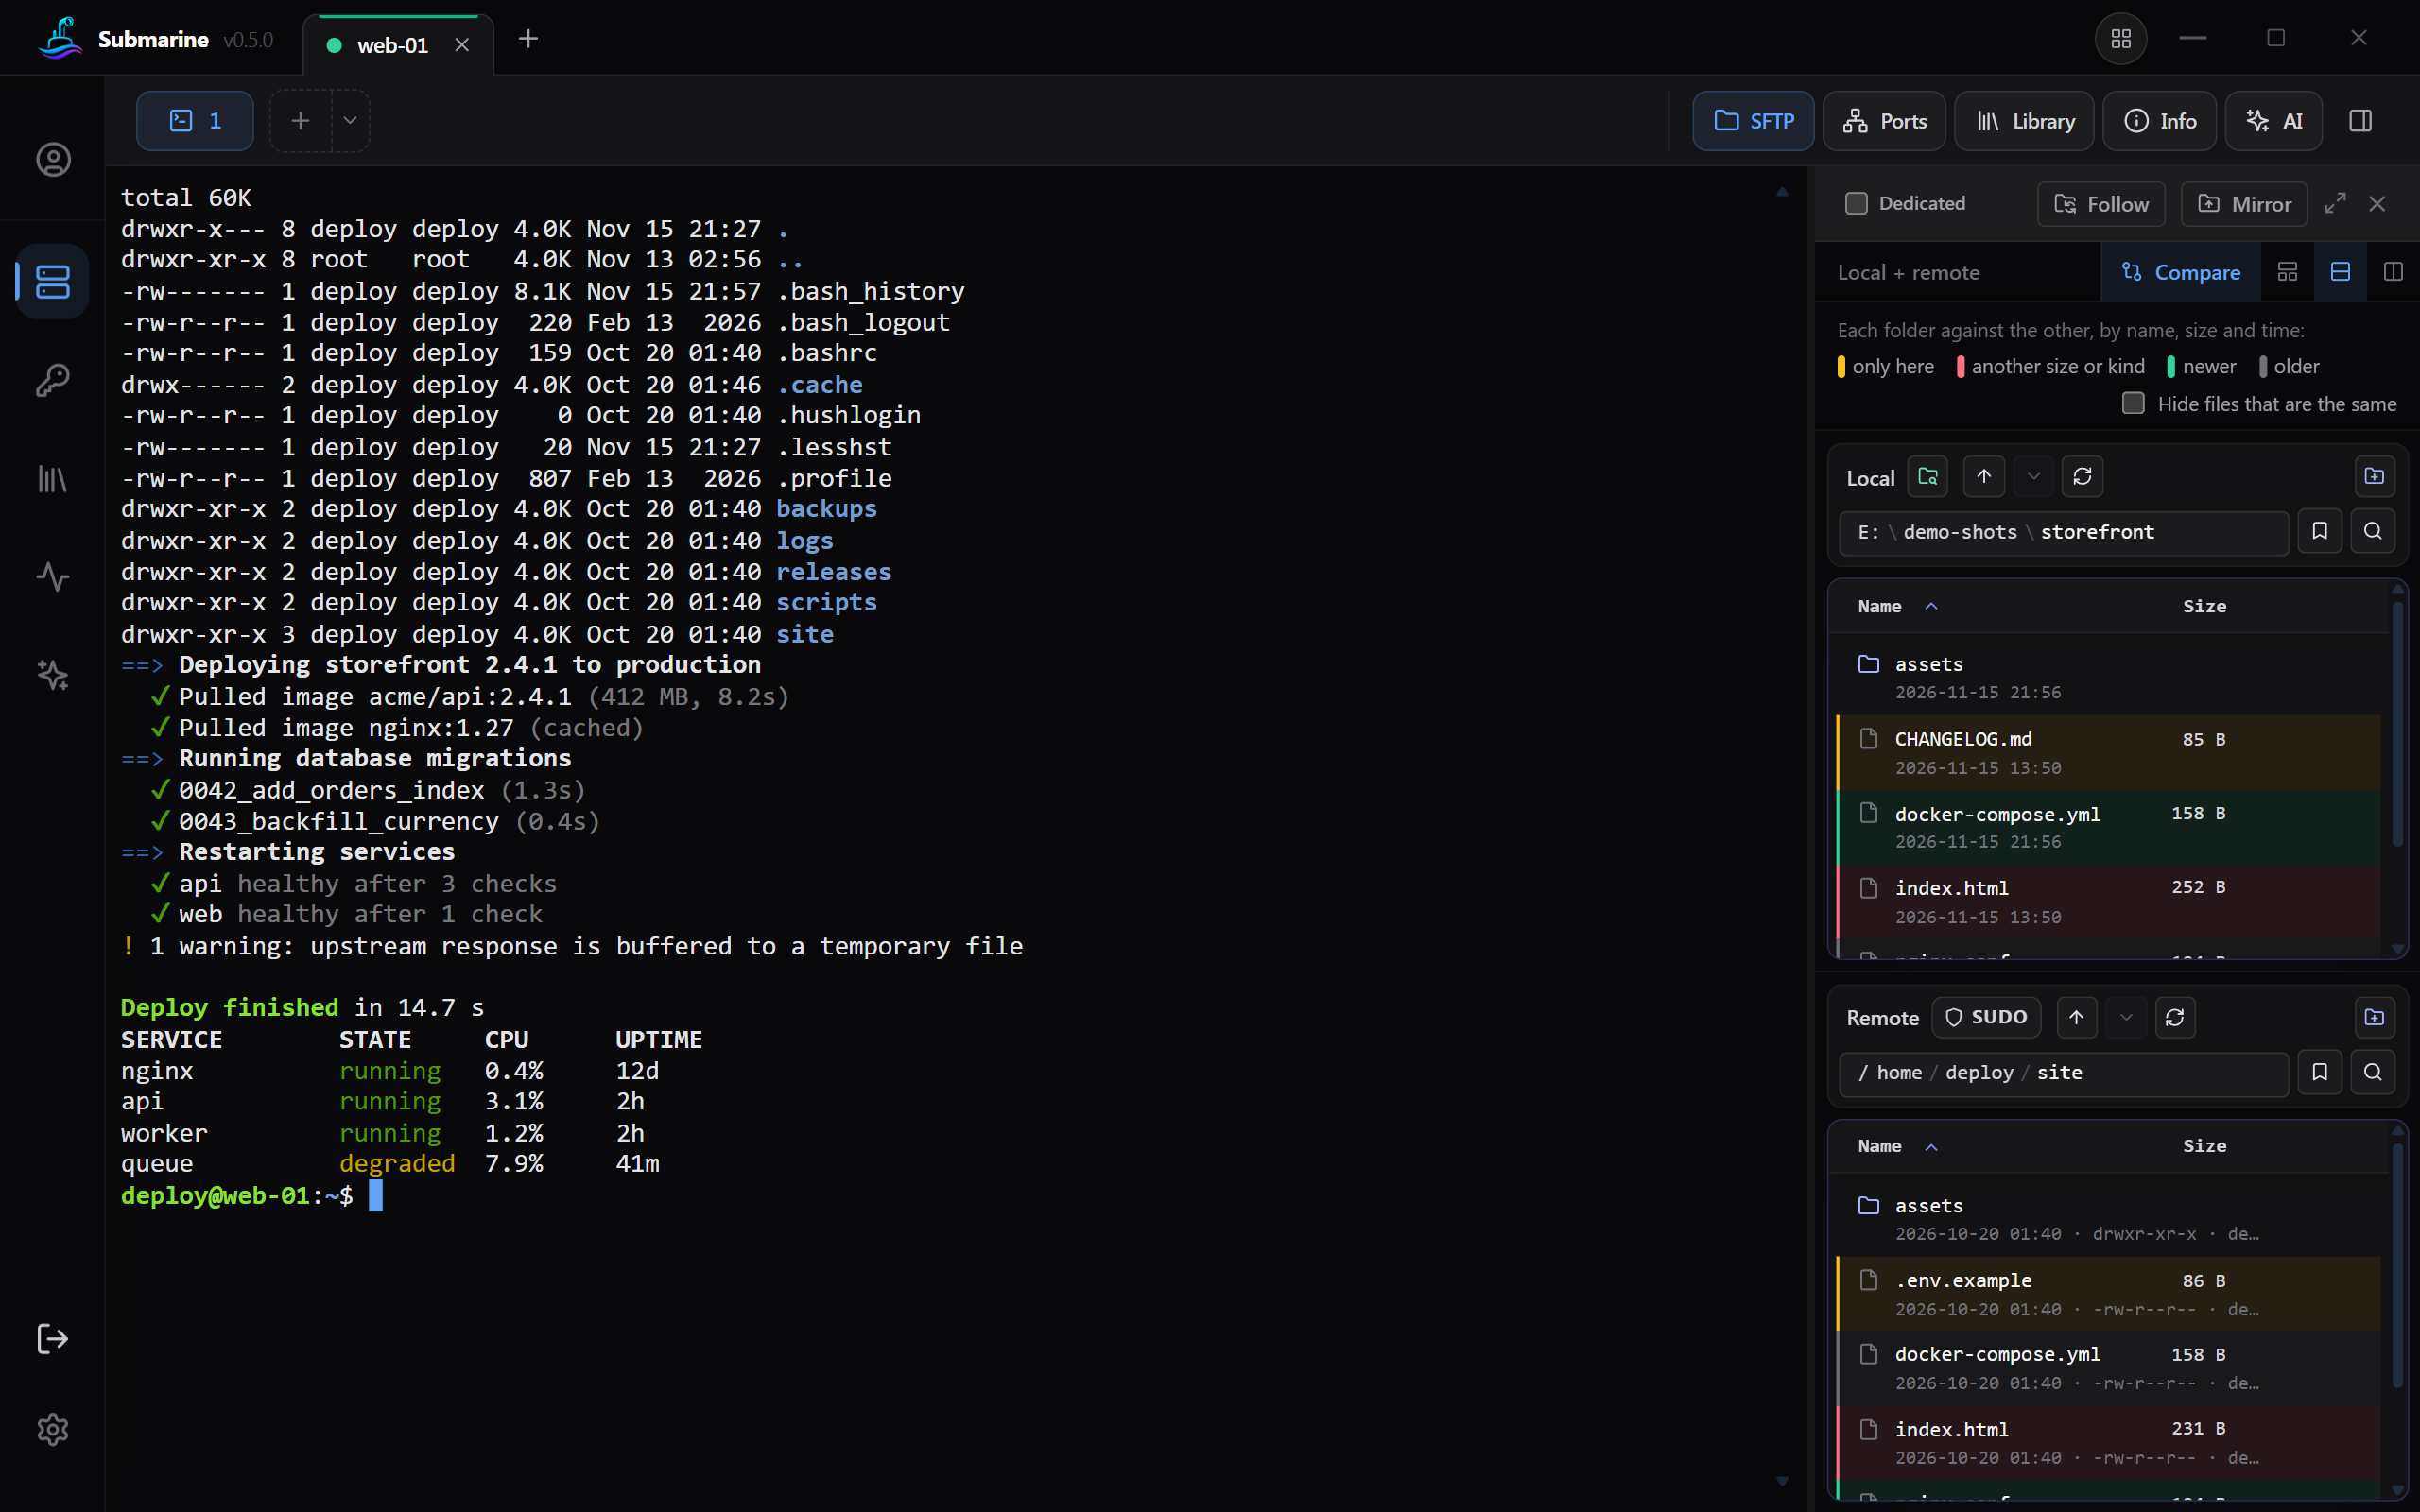 Submarine v0.5.0
web-01
1
SFTP
Ports
Library
Info
AI
total 60K
drwxr-x--- 8 deploy deploy 4.0K Nov 15 21:27 .
drwxr-xr-x 8 root   root   4.0K Nov 13 02:56 ..
-rw------- 1 deploy deploy 8.1K Nov 15 21:57 .bash_history
-rw-r--r-- 1 deploy deploy  220 Feb 13  2026 .bash_logout
-rw-r--r-- 1 deploy deploy  159 Oct 20 01:40 .bashrc
drwx------ 2 deploy deploy 4.0K Oct 20 01:46 .cache
-rw-r--r-- 1 deploy deploy    0 Oct 20 01:40 .hushlogin
-rw------- 1 deploy deploy   20 Nov 15 21:27 .lesshst
-rw-r--r-- 1 deploy deploy  807 Feb 13  2026 .profile
drwxr-xr-x 2 deploy deploy 4.0K Oct 20 01:40 backups
drwxr-xr-x 2 deploy deploy 4.0K Oct 20 01:40 logs
drwxr-xr-x 2 deploy deploy 4.0K Oct 20 01:40 releases
drwxr-xr-x 2 deploy deploy 4.0K Oct 20 01:40 scripts
drwxr-xr-x 3 deploy deploy 4.0K Oct 20 01:40 site
==> Deploying storefront 2.4.1 to production
✓ Pulled image acme/api:2.4.1 (412 MB, 8.2s)
✓ Pulled image nginx:1.27 (cached)
==> Running database migrations
✓ 0042_add_orders_index (1.3s)
✓ 0043_backfill_currency (0.4s)
==> Restarting services
✓ api healthy after 3 checks
✓ web healthy after 1 check
! 1 warning: upstream response is buffered to a temporary file
Deploy finished in 14.7 s
SERVICE STATE CPU UPTIME
nginx running 0.4% 12d
api running 3.1% 2h
worker running 1.2% 2h
queue degraded 7.9% 41m
deploy@web-01:~$
Dedicated
Follow
Mirror
Local + remote
Compare
Each folder against the other, by name, size and time:
only here
another size or kind
newer
older
Hide files that are the same
Local
E: \ demo-shots \ storefront
Name Size
assets
2026-11-15 21:56
CHANGELOG.md 85 B
2026-11-15 13:50
docker-compose.yml 158 B
2026-11-15 21:56
index.html 252 B
2026-11-15 13:50
Remote
SUDO
/ home / deploy / site
Name Size
assets
2026-10-20 01:40 · drwxr-xr-x · de…
.env.example 86 B
2026-10-20 01:40 · -rw-r--r-- · de…
docker-compose.yml 158 B
2026-10-20 01:40 · -rw-r--r-- · de…
index.html 231 B
2026-10-20 01:40 · -rw-r--r-- · de…